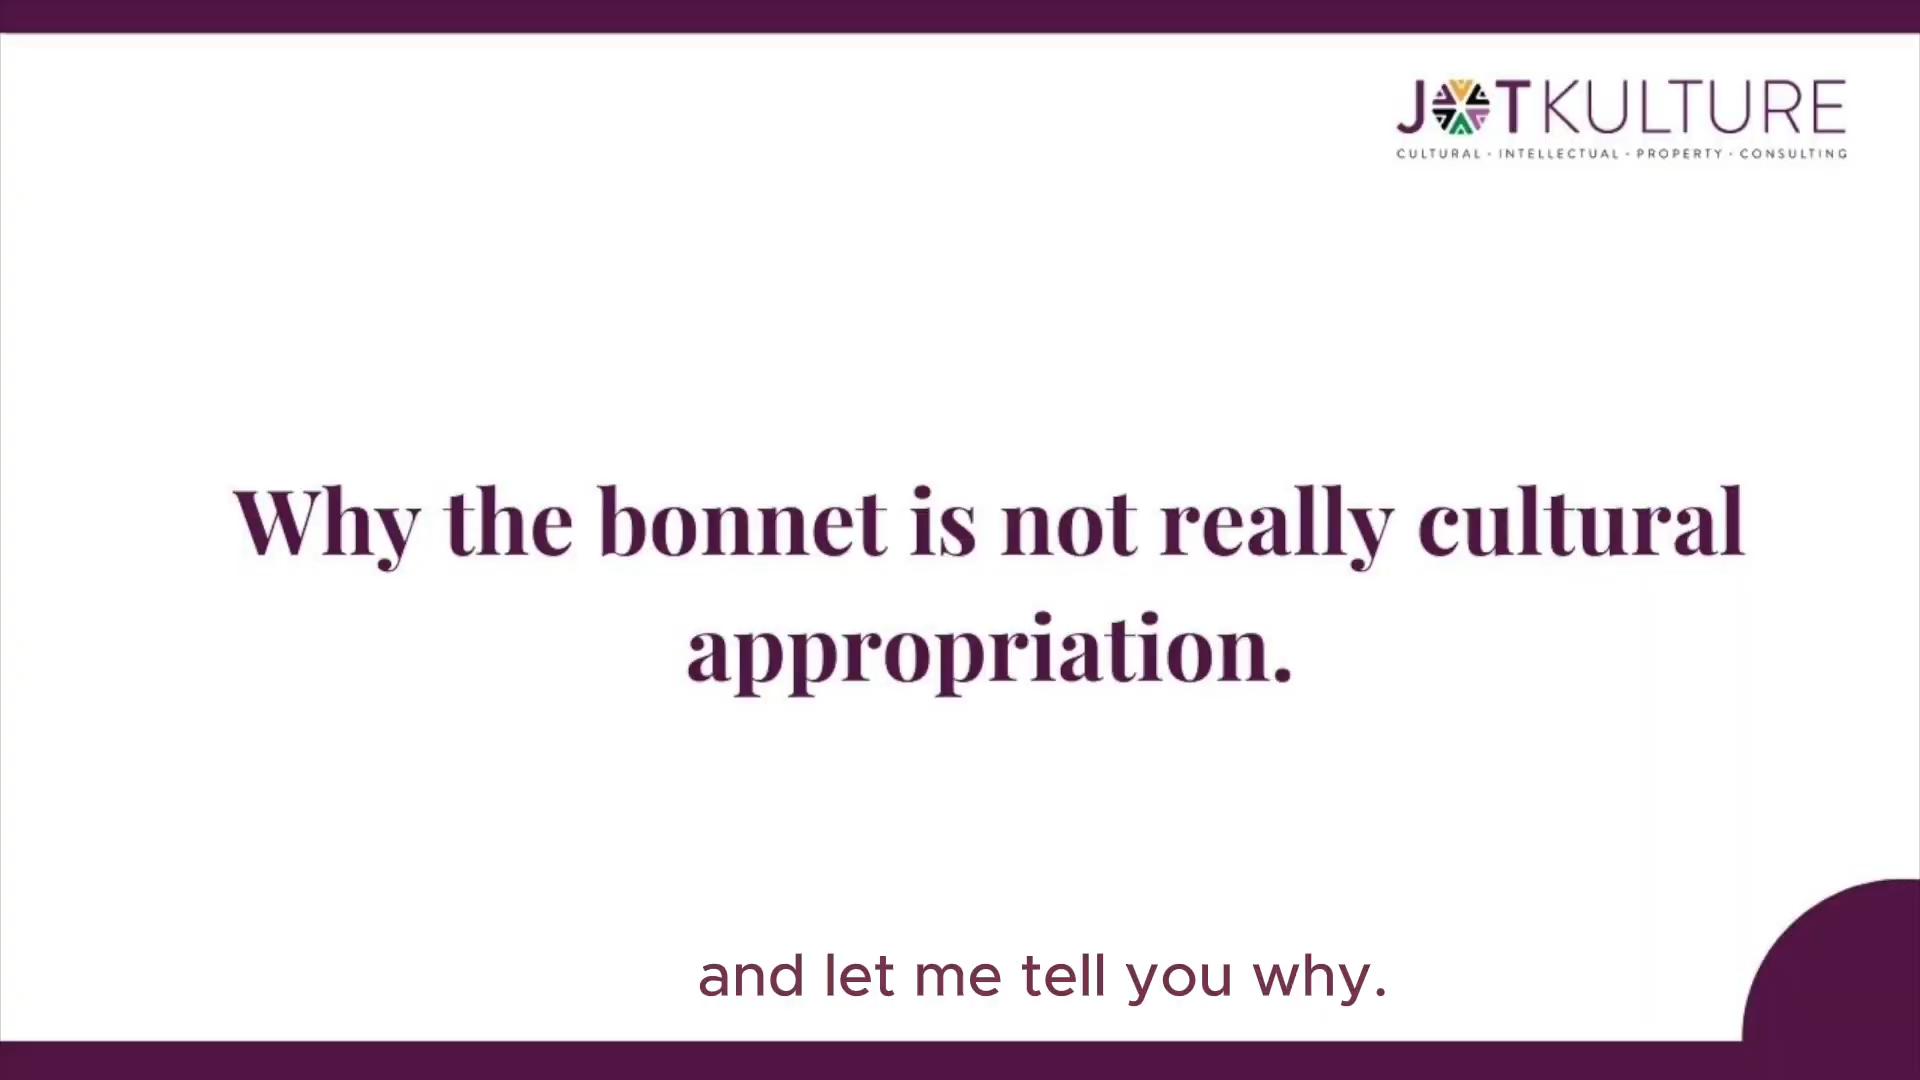 JOTKULTURE
CULTURAL · INTELLECTUAL · PROPERTY · CONSULTING
Why the bonnet is not really cultural
appropriation.
and let me tell you why.